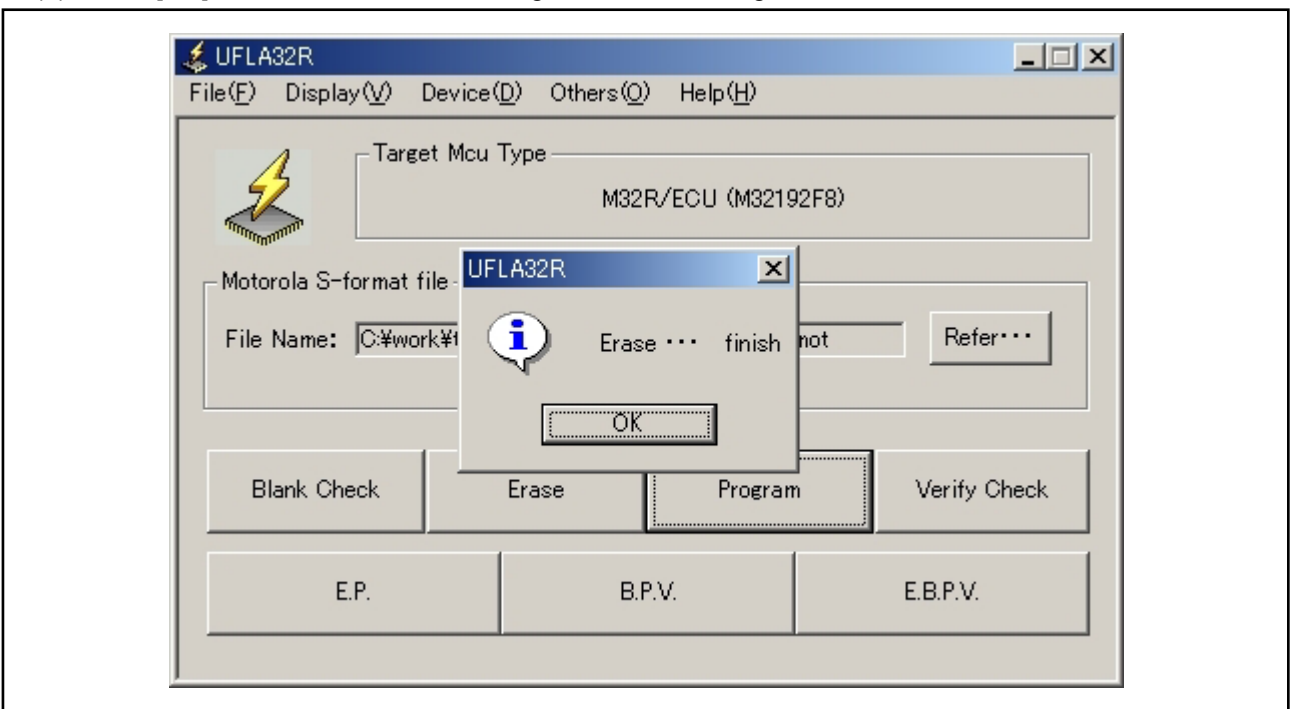 UFLA32R
File(F) Display(V) Device(D) Others(O) Help(H)
Target Mcu Type
M32R/ECU (M32192F8)
Motorola S-format file
File Name: C:¥work¥t
not
Refer･･･
UFLA32R
Erase ･･･ finish
OK
Blank Check
Erase
Program
Verify Check
E.P.
B.P.V.
E.B.P.V.